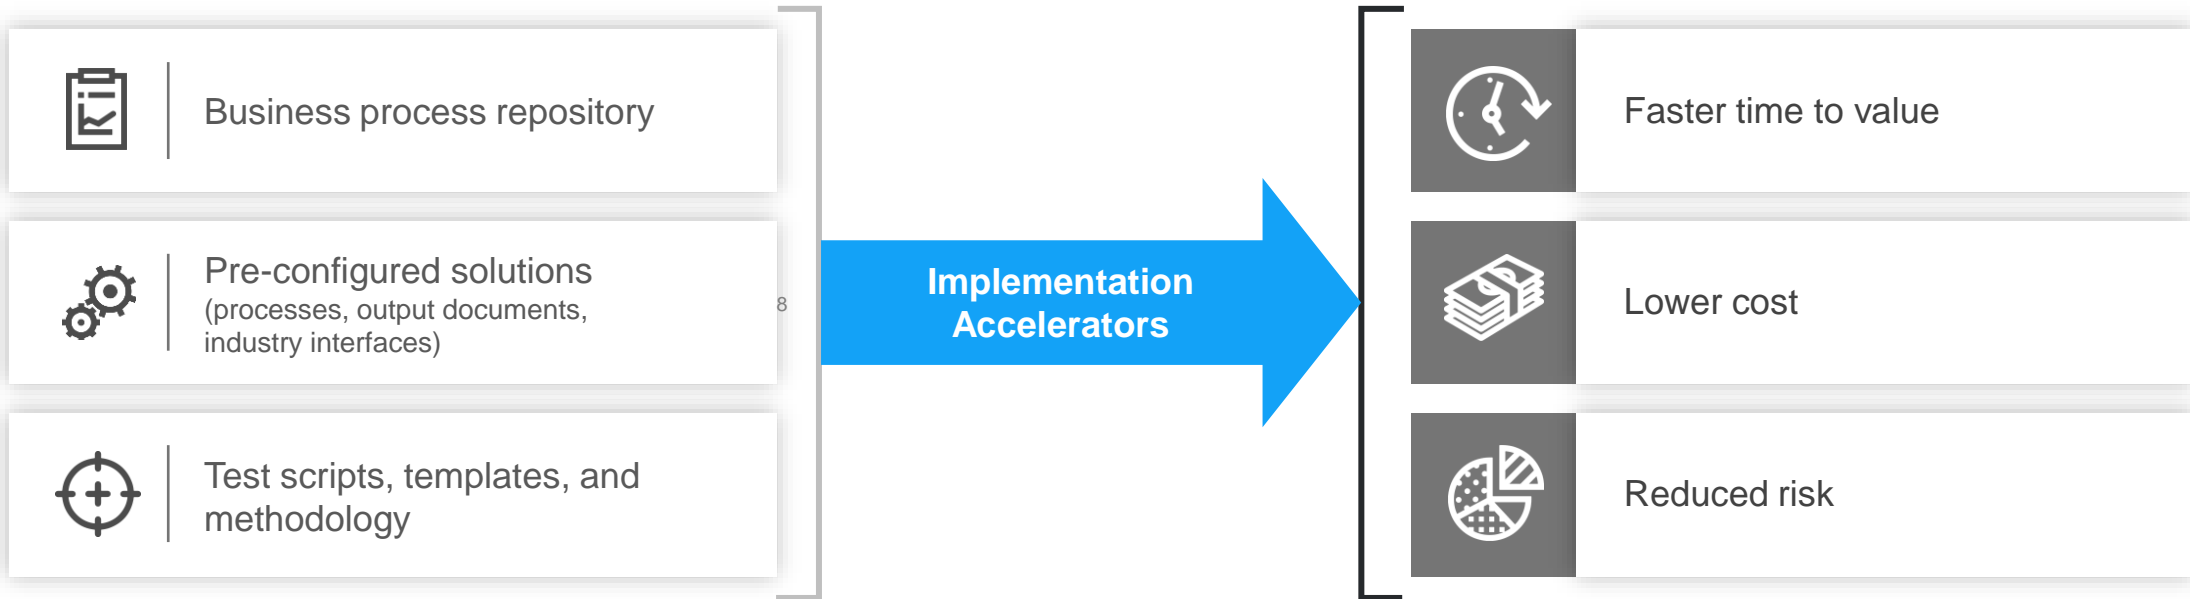 Business process repository
Pre-configured solutions
(processes, output documents,
industry interfaces)
Test scripts, templates, and
methodology
8
Implementation
Accelerators
Faster time to value
Lower cost
Reduced risk